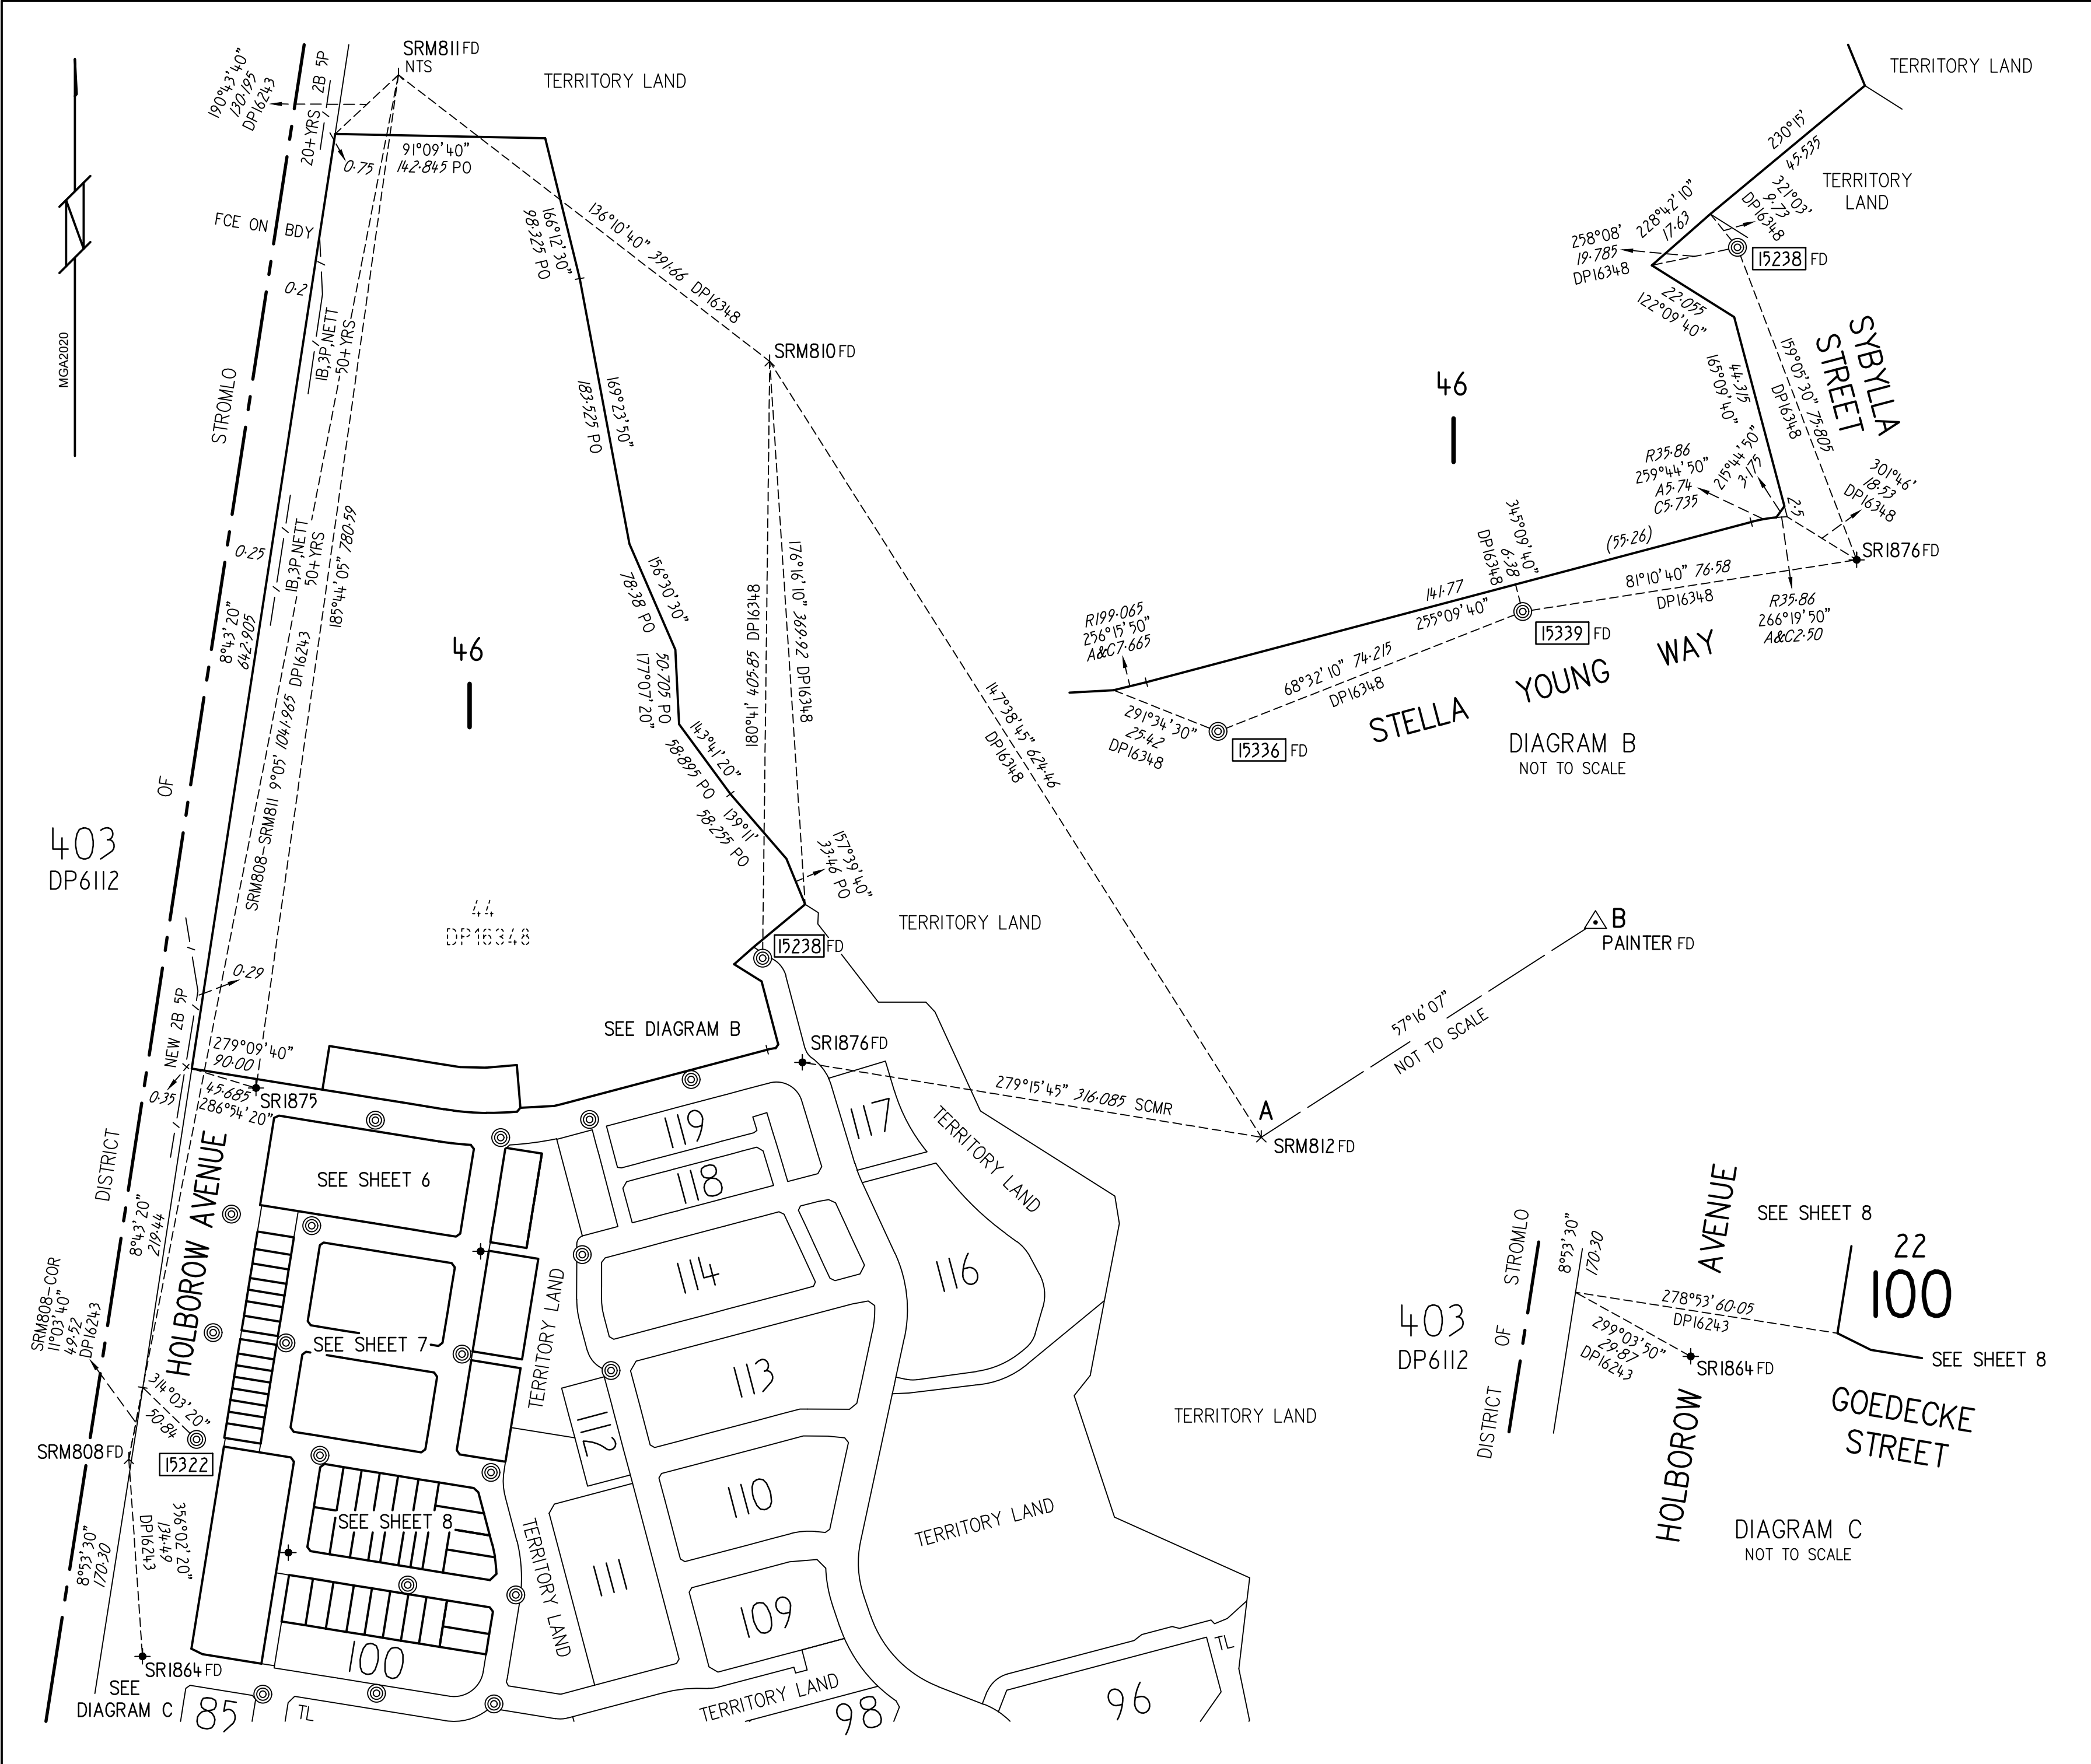 SRM811 FD
NTS
TERRITORY LAND
190°43'40"
130·195
DP16243
20+YRS 2B 5P
0·75
91°09'40"
142·845 PO
FCE ON BDY
0·2
MGA2020
166°12'30"
98·325 PO
136°10'40" 391·66 DP16348
SRM810 FD
1B,3P,NETT
50+YRS
STROMLO
169°23'50"
183·525 PO
0·25
1B,3P,NETT
50+YRS
185°44'05" 780·59
8°43'20"
642·905
SRM808-SRM811 9°05' 104·965 DP16243
46
156°30'30"
78·38 PO
50·705 PO
177°07'20"
143°41'20"
58·895 PO
139°11'
58·255 PO
180°41' 405·85 DP16348
176°16'10" 369·92 DP16348
157°39'40"
33·46 PO
147°38'45" 624·46
DP16348
OF
403
DP6112
44
DP16348
TERRITORY LAND
15238 FD
0·29
NEW 2B 5P
SEE DIAGRAM B
279°09'40"
90·00
0·35
45·685
286°54'20"
SR1875
SR1876 FD
279°15'45" 316·085 SCMR
A
SRM812 FD
57°16'07"
NOT TO SCALE
B
PAINTER FD
DISTRICT
HOLBOROW AVENUE
8°43'20"
219·44
SEE SHEET 6
119
118
117
TERRITORY LAND
114
116
SEE SHEET 7
TERRITORY LAND
113
112
SRM808-COR
11°03'40"
49·52
DP16243
314°03'20"
50·84
SRM808 FD
15322
TERRITORY LAND
110
SEE SHEET 8
TERRITORY LAND
TERRITORY LAND
111
356°02'20"
134·49
DP16243
8°53'30"
170·30
109
100
SR1864 FD
SEE
DIAGRAM C
85
TL
TERRITORY LAND
98
96
TL
TERRITORY LAND
230°15'
45·535
TERRITORY
LAND
321°03'
9·73
DP16348
228°42'10"
17·63
258°08'
19·785
DP16348
15238 FD
22·055
122°09'40"
SYBYLLA
STREET
159°05'30" 75·805
DP16348
44·315
165°09'40"
46
R35·86
259°44'50"
A5·74
C5·735
215°44'50"
3·175
2·5
301°46'
18·53
DP16348
SR1876 FD
345°09'40"
6·38
DP16348
(55·26)
141·77
255°09'40"
81°10'40" 76·58
DP16348
R35·86
266°19'50"
A&C2·50
R199·065
256°15'50"
A&C7·665
15339 FD
68°32'10" 74·215
DP16348
STELLA YOUNG WAY
291°34'30"
25·42
DP16348
15336 FD
DIAGRAM B
NOT TO SCALE
AVENUE
SEE SHEET 8
22
100
STROMLO
8°53'30"
170·30
278°53' 60·05
DP16243
403
DP6112
OF
299°03'50"
29·87
DP16243
SR1864 FD
SEE SHEET 8
DISTRICT
HOLBOROW
GOEDECKE
STREET
DIAGRAM C
NOT TO SCALE